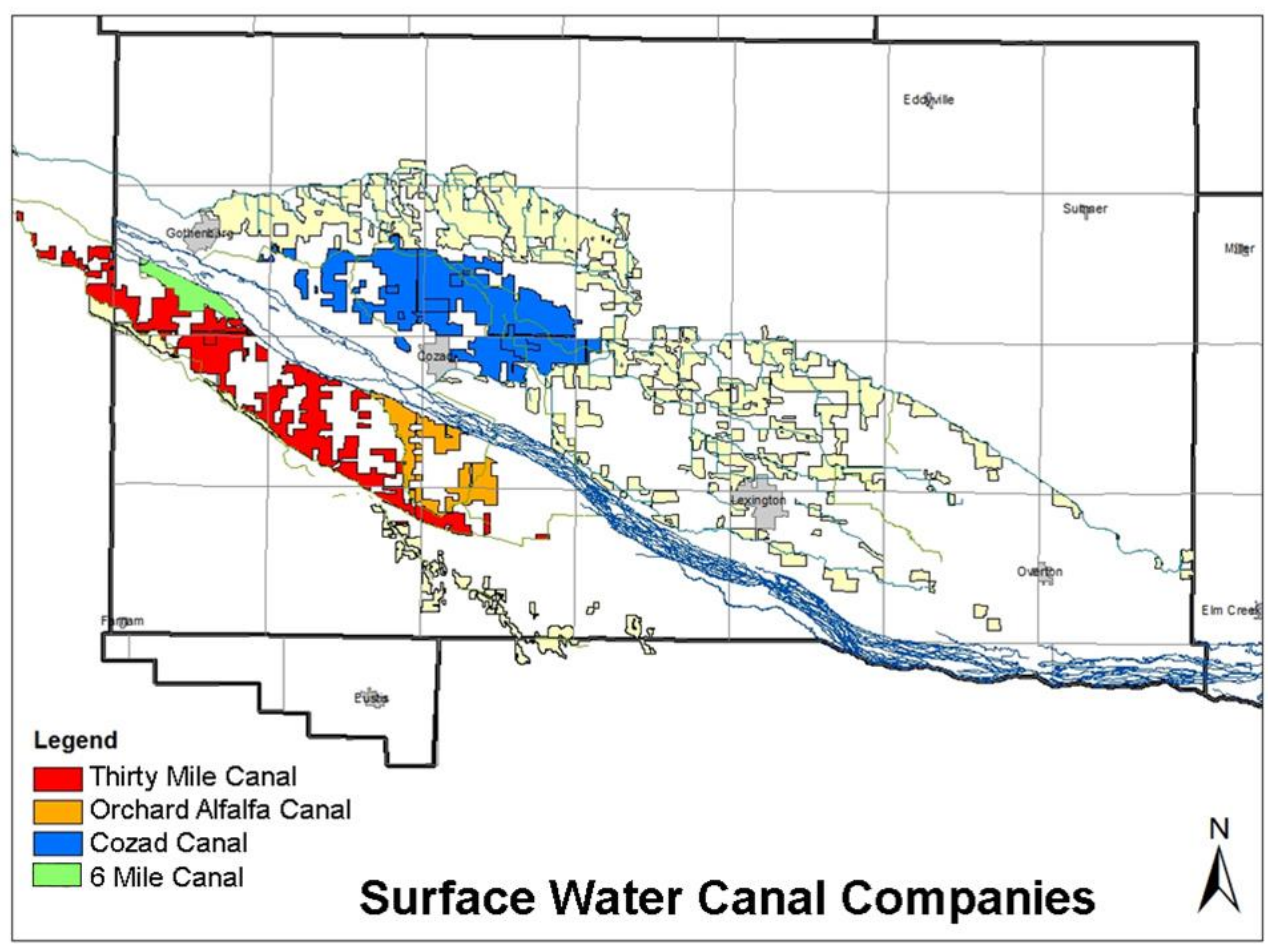 Eddyville
Sumner
Gothenburg
Miller
Cozad
Lexington
Overton
Elm Creek
Farnam
Eustis
Legend
Thirty Mile Canal
Orchard Alfalfa Canal
Cozad Canal
6 Mile Canal
N
Surface Water Canal Companies